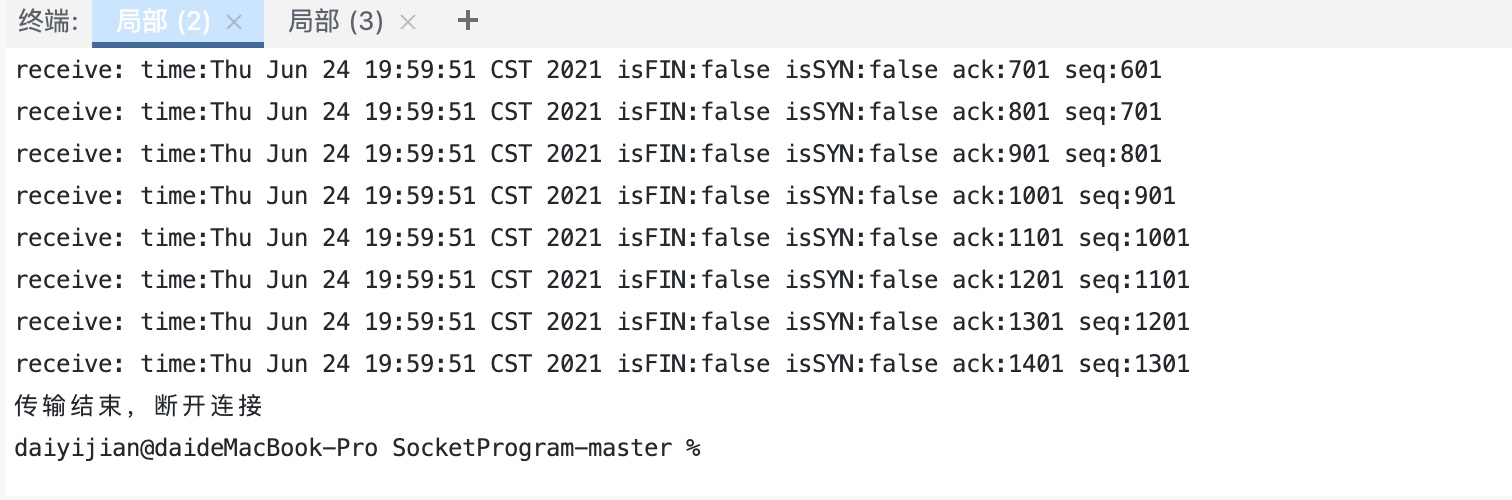 终端: 局部 (2) × 局部 (3) × +
receive: time:Thu Jun 24 19:59:51 CST 2021 isFIN:false isSYN:false ack:701 seq:601
receive: time:Thu Jun 24 19:59:51 CST 2021 isFIN:false isSYN:false ack:801 seq:701
receive: time:Thu Jun 24 19:59:51 CST 2021 isFIN:false isSYN:false ack:901 seq:801
receive: time:Thu Jun 24 19:59:51 CST 2021 isFIN:false isSYN:false ack:1001 seq:901
receive: time:Thu Jun 24 19:59:51 CST 2021 isFIN:false isSYN:false ack:1101 seq:1001
receive: time:Thu Jun 24 19:59:51 CST 2021 isFIN:false isSYN:false ack:1201 seq:1101
receive: time:Thu Jun 24 19:59:51 CST 2021 isFIN:false isSYN:false ack:1301 seq:1201
receive: time:Thu Jun 24 19:59:51 CST 2021 isFIN:false isSYN:false ack:1401 seq:1301
传输结束，断开连接
daiyijian@daideMacBook-Pro SocketProgram-master %